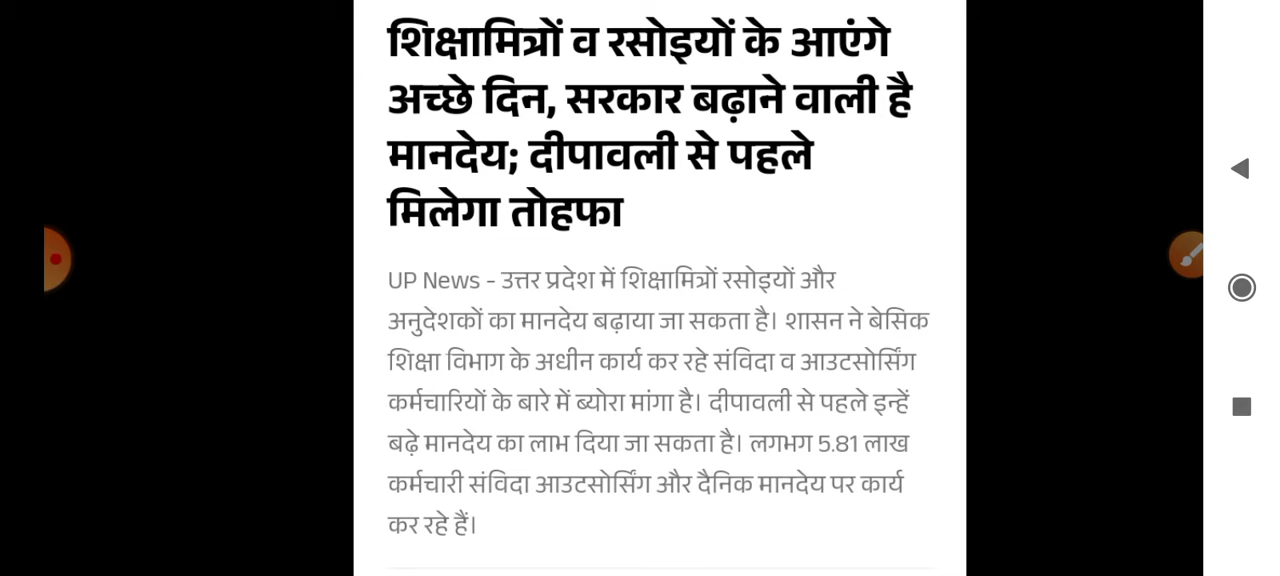 शिक्षामित्रों व रसोइयों के आएंगे
अच्छे दिन, सरकार बढ़ाने वाली है
मानदेय; दीपावली से पहले
मिलेगा तोहफा
UP News - उत्तर प्रदेश में शिक्षामित्रों रसोइयों और
अनुदेशकों का मानदेय बढ़ाया जा सकता है। शासन ने बेसिक
शिक्षा विभाग के अधीन कार्य कर रहे संविदा व आउटसोर्सिंग
कर्मचारियों के बारे में ब्योरा मांगा है। दीपावली से पहले इन्हें
बढ़े मानदेय का लाभ दिया जा सकता है। लगभग 5.81 लाख
कर्मचारी संविदा आउटसोर्सिंग और दैनिक मानदेय पर कार्य
कर रहे हैं।